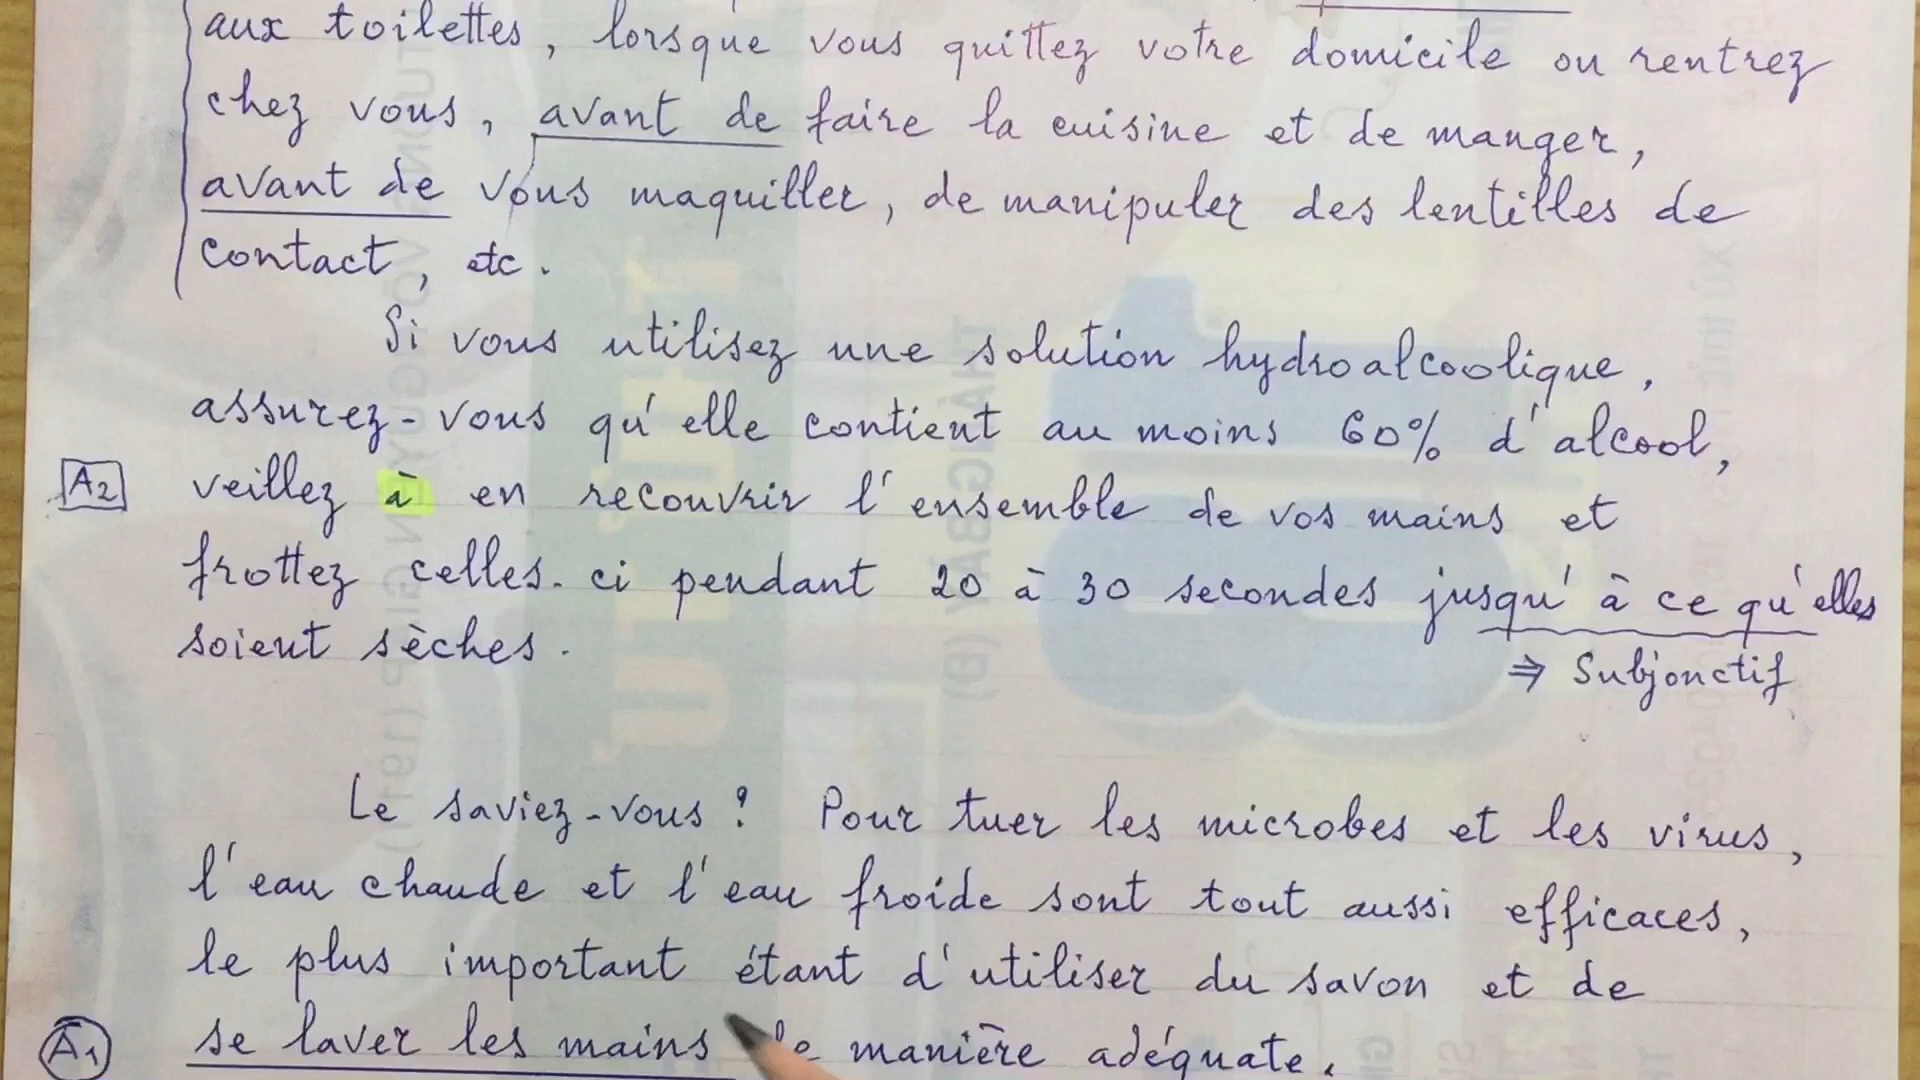 aux toilettes, lorsque vous quittez votre domicile ou rentrez
chez vous, avant de faire la cuisine et de manger,
avant de vous maquiller, de manipuler des lentilles de
contact, etc.
Si vous utilisez une solution hydroalcoolique,
assurez-vous qu'elle contient au moins 60% d'alcool,
A2 veillez à en recouvrir l'ensemble de vos mains et
frottez celles-ci pendant 20 à 30 secondes jusqu'à ce qu'elles
soient sèches.
⇒ Subjonctif
Le saviez-vous? Pour tuer les microbes et les virus,
l'eau chaude et l'eau froide sont tout aussi efficaces,
le plus important étant d'utiliser du savon et de
A1 se laver les mains de manière adéquate.